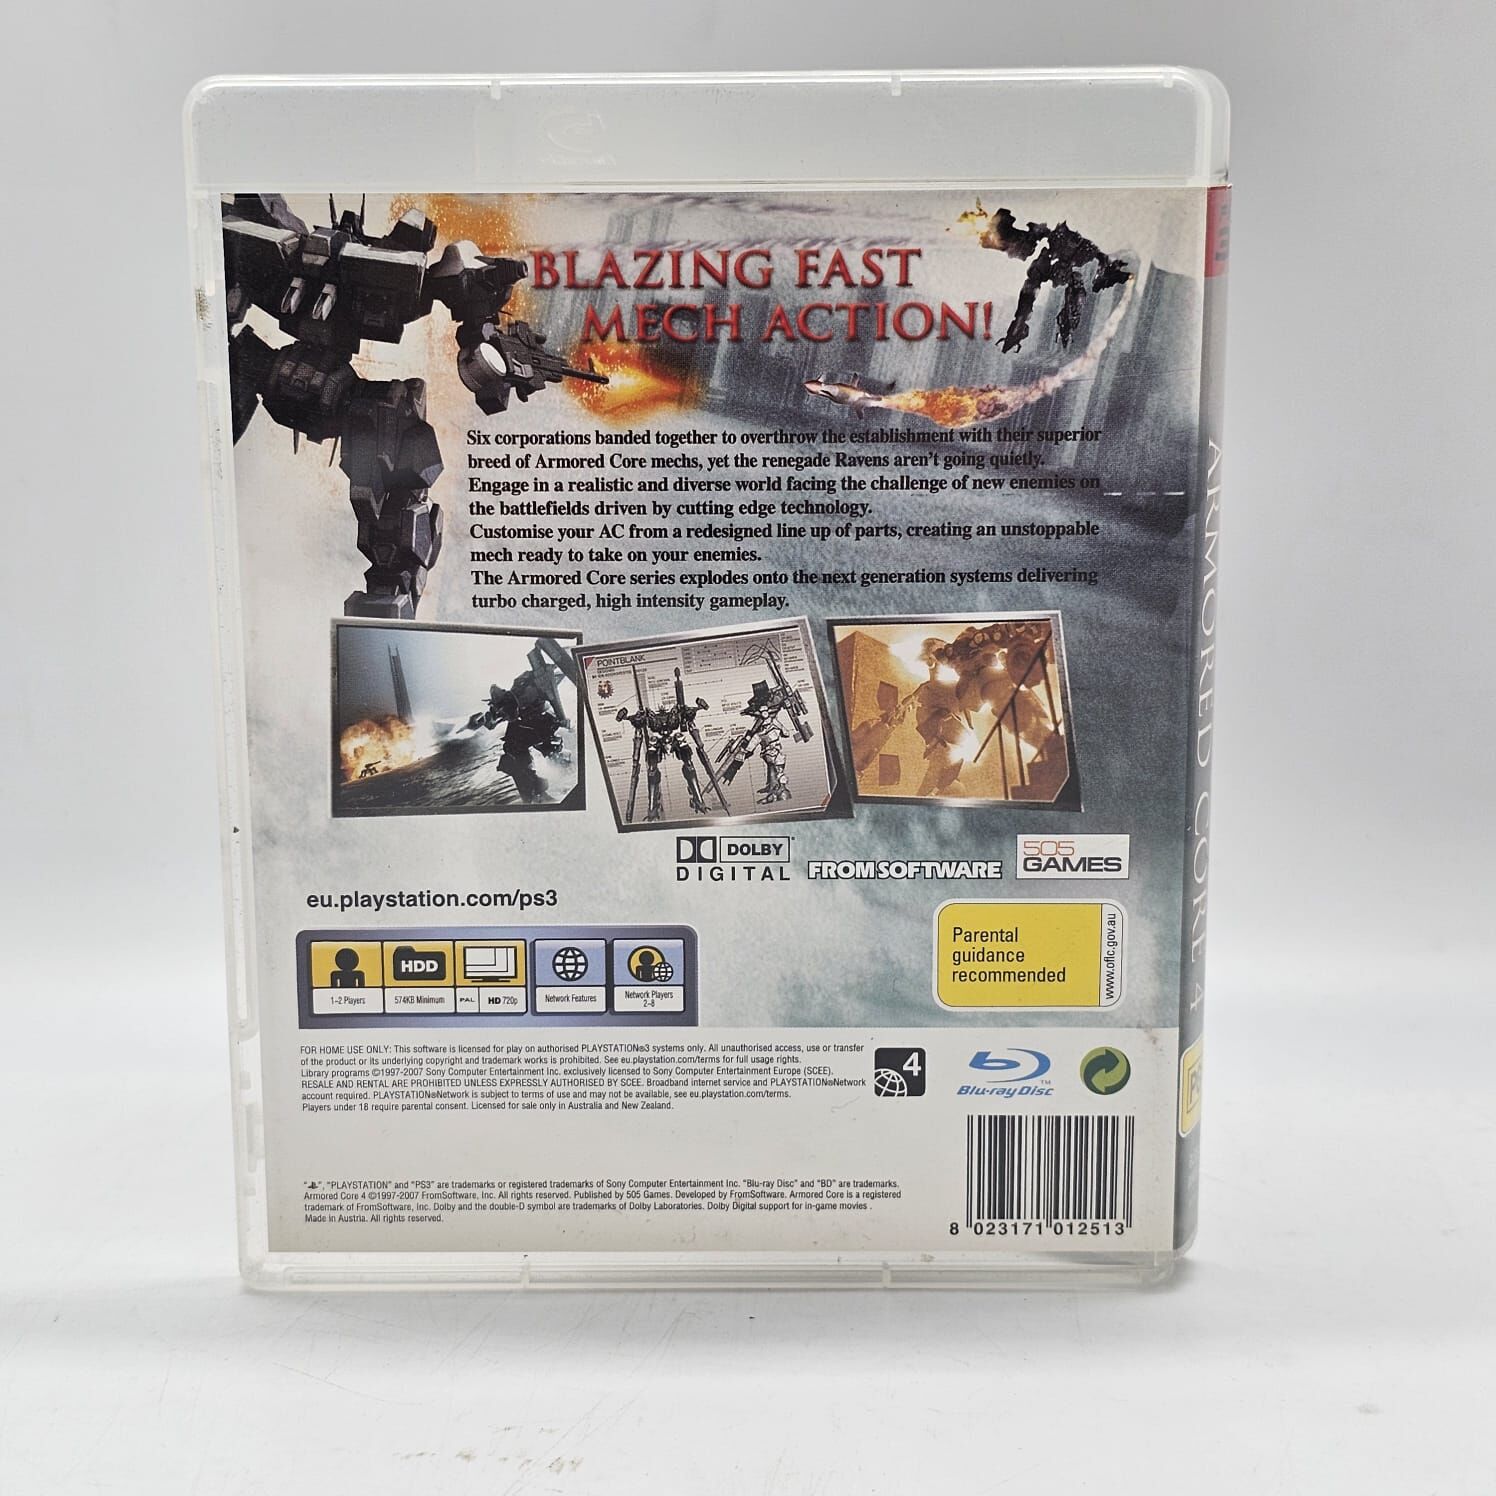 BLAZING FAST
MECH ACTION!
Six corporations banded together to overthrow the establishment with their superior
breed of Armored Core mechs, yet the renegade Ravens aren't going quietly.
Engage in a realistic and diverse world facing the challenge of new enemies on
the battlefields driven by cutting edge technology.
Customise your AC from a redesigned line up of parts, creating an unstoppable
mech ready to take on your enemies.
The Armored Core series explodes onto the next generation systems delivering
turbo charged, high intensity gameplay.
POINTBLANK
DOLBY
DIGITAL
FROMSOFTWARE
505
GAMES
eu.playstation.com/ps3
HDD
1-2 Players
574KB Minimum
PAL
HD 720p
Network Features
Network Players
2-8
Parental
guidance
recommended
www.oflc.gov.au
FOR HOME USE ONLY: This software is licensed for play on authorised PLAYSTATION®3 systems only. All unauthorised access, use or transfer
of the product or its underlying copyright and trademark works is prohibited. See eu.playstation.com/terms for full usage rights.
Library programs ©1997-2007 Sony Computer Entertainment Inc. exclusively licensed to Sony Computer Entertainment Europe (SCEE).
RESALE AND RENTAL ARE PROHIBITED UNLESS EXPRESSLY AUTHORISED BY SCEE. Broadband internet service and PLAYSTATION®Network
account required. PLAYSTATION®Network is subject to terms of use and may not be available, see eu.playstation.com/terms.
Players under 18 require parental consent. Licensed for sale only in Australia and New Zealand.
4
Blu-ray Disc™
"PLAYSTATION" and "PS3" are trademarks or registered trademarks of Sony Computer Entertainment Inc. "Blu-ray Disc" and "BD" are trademarks.
Armored Core 4 ©1997-2007 FromSoftware, Inc. All rights reserved. Published by 505 Games. Developed by FromSoftware. Armored Core is a registered
trademark of FromSoftware, Inc. Dolby and the double-D symbol are trademarks of Dolby Laboratories. Dolby Digital support for in-game movies .
Made in Austria. All rights reserved.
8 023171 012513
ARMORED CORE 4